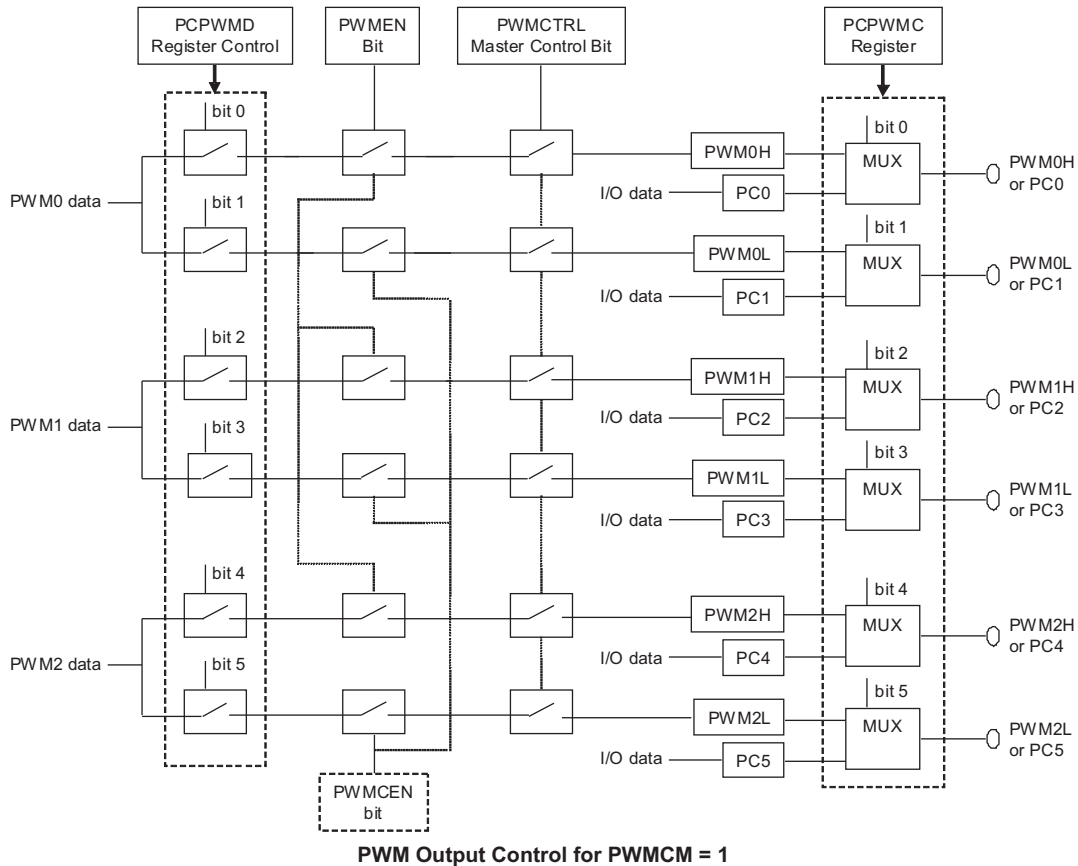 PCPWMD
Register Control
PWMEN
Bit
PWMCTRL
Master Control Bit
PCPWMC
Register
bit 0
bit 0
PWM0H
MUX
PWM0H
or PC0
I/O data
PC0
PWM0 data
bit 1
bit 1
PWM0L
MUX
PWM0L
or PC1
I/O data
PC1
bit 2
bit 2
PWM1H
MUX
PWM1H
or PC2
I/O data
PC2
PWM1 data
bit 3
bit 3
PWM1L
MUX
PWM1L
or PC3
I/O data
PC3
bit 4
bit 4
PWM2H
MUX
PWM2H
or PC4
I/O data
PC4
PWM2 data
bit 5
bit 5
PWM2L
MUX
PWM2L
or PC5
I/O data
PC5
PWMCEN
bit
PWM Output Control for PWMCM = 1